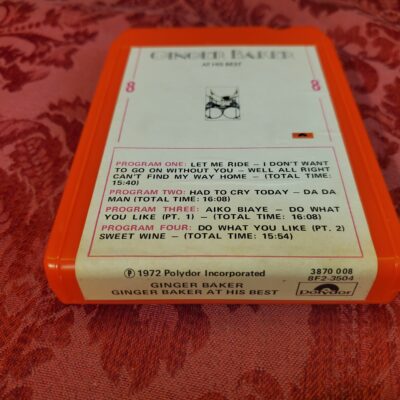 GINGER BAKER
AT HIS BEST
8 8
PROGRAM ONE: LET ME RIDE – I DON'T WANT
TO GO ON WITHOUT YOU – WELL ALL RIGHT
CAN'T FIND MY WAY HOME – (TOTAL TIME:
15:40)
PROGRAM TWO: HAD TO CRY TODAY – DA DA
MAN (TOTAL TIME: 16:08)
PROGRAM THREE: AIKO BIAYE – DO WHAT
YOU LIKE (PT. 1) – (TOTAL TIME: 16:08)
PROGRAM FOUR: DO WHAT YOU LIKE (PT. 2)
SWEET WINE – (TOTAL TIME: 15:54)
Ⓟ 1972 Polydor Incorporated
3870 008
8F2-3504
GINGER BAKER
GINGER BAKER AT HIS BEST
Polydor